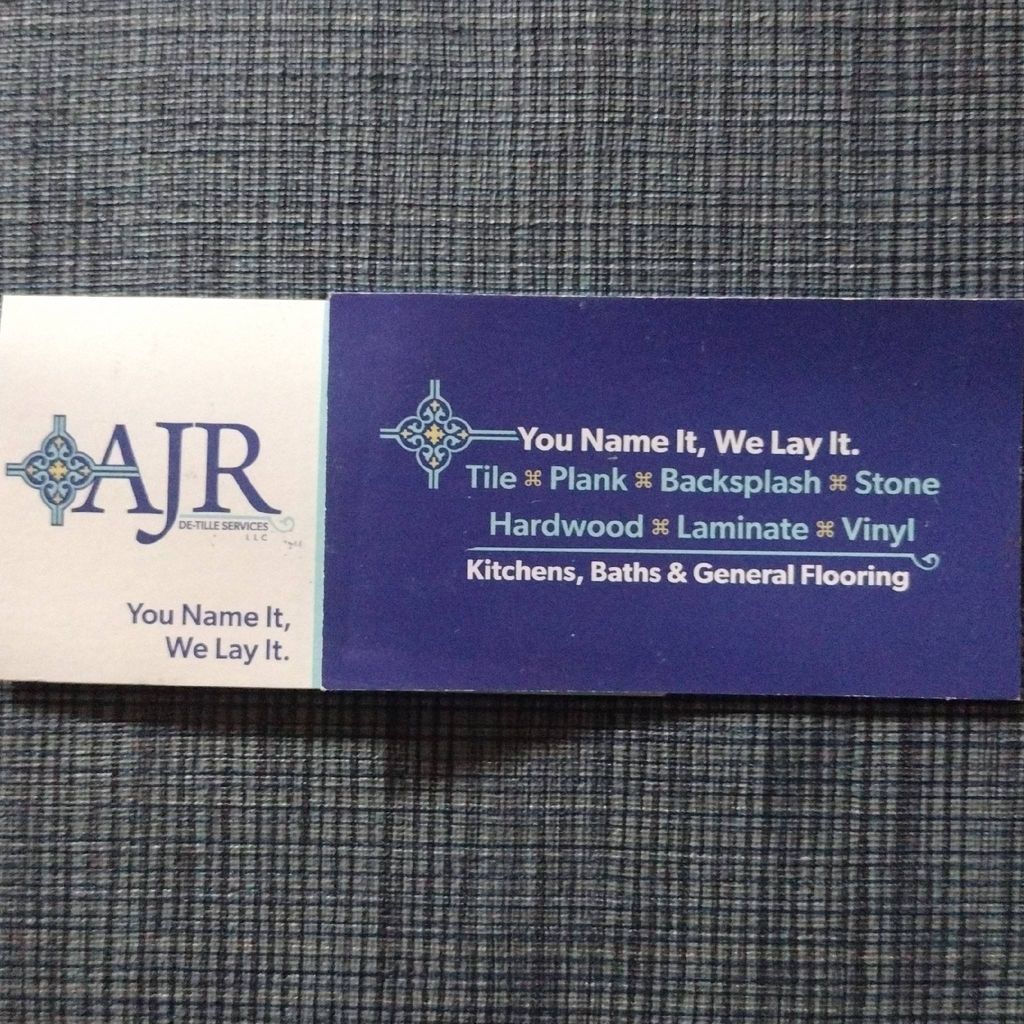 AJR
DE-TILLE SERVICES
LLC
You Name It,
We Lay It.
You Name It, We Lay It.
Tile ⌘ Plank ⌘ Backsplash ⌘ Stone
Hardwood ⌘ Laminate ⌘ Vinyl
Kitchens, Baths & General Flooring